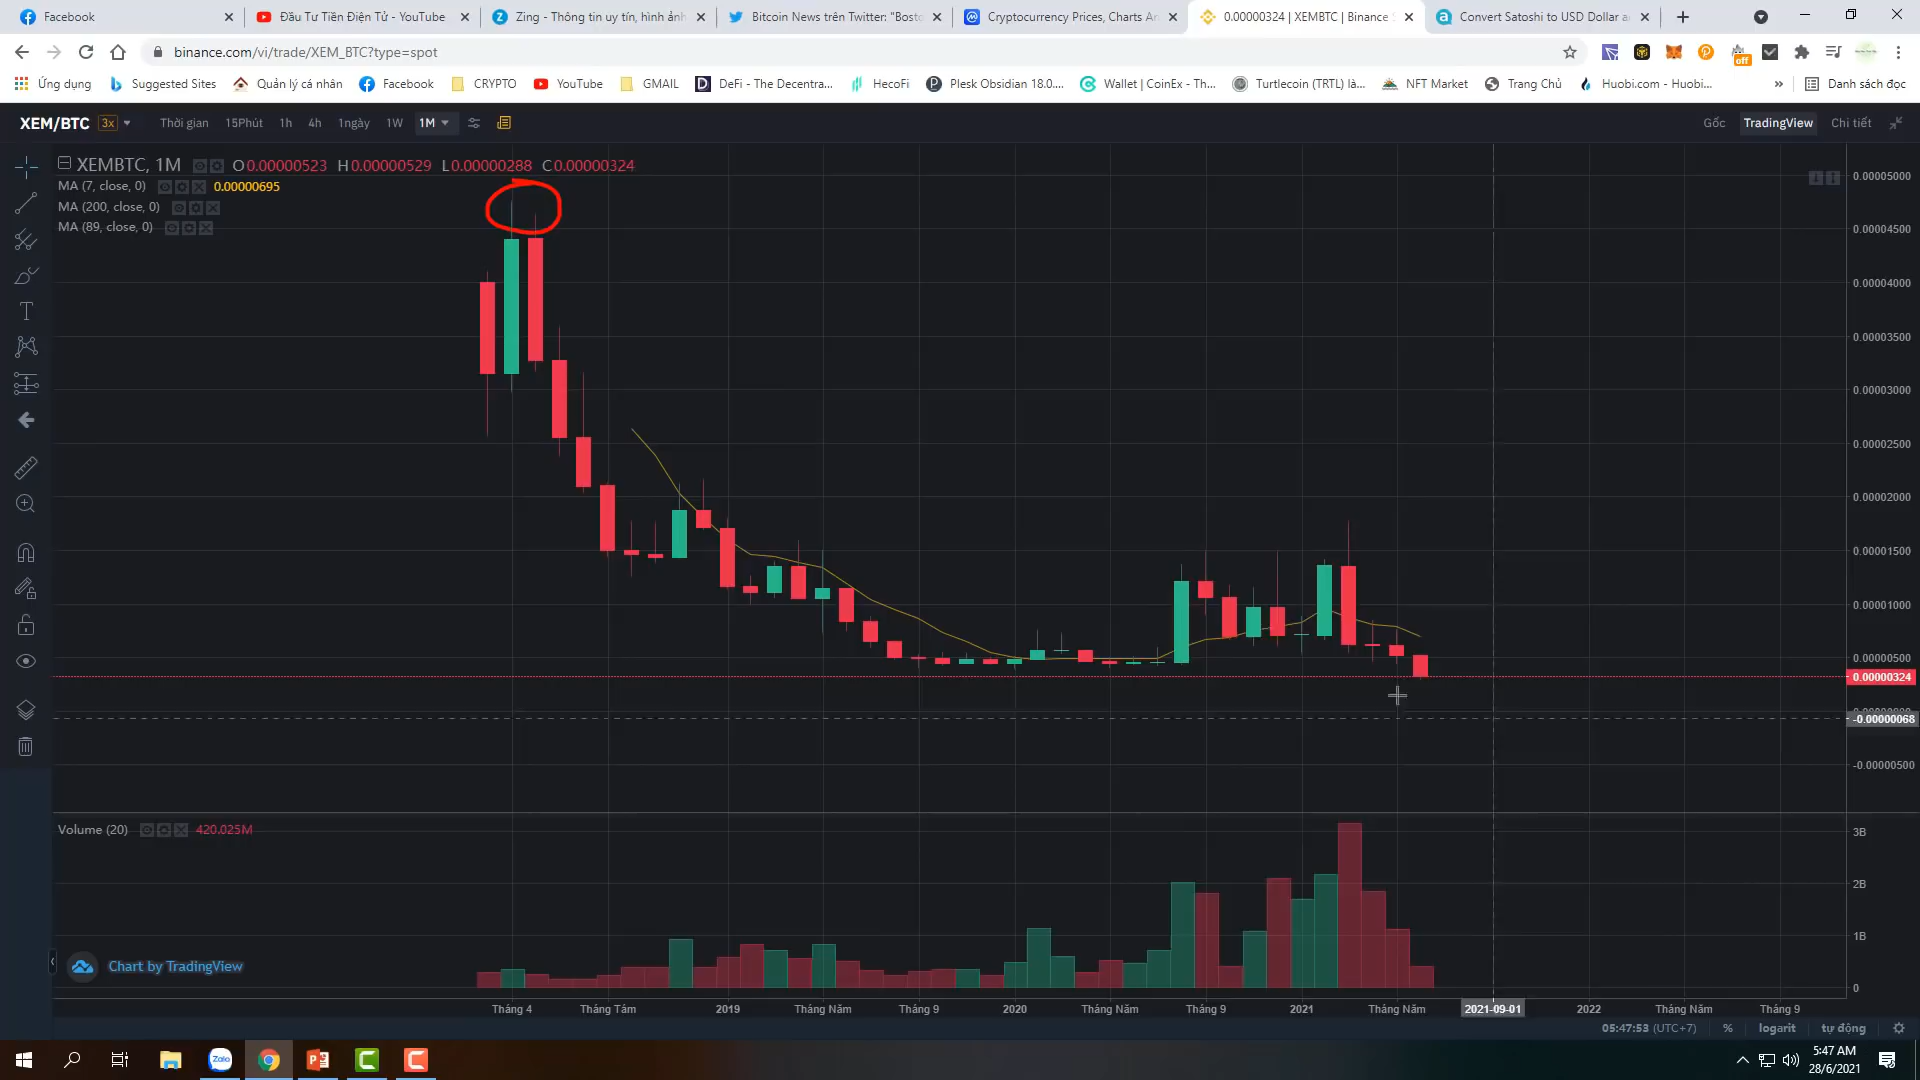 Facebook
Đầu Tư Tiền Điện Tử - YouTube
Zing - Thông tin uy tín, hình ảnh
Bitcoin News trên Twitter: "Bosto
Cryptocurrency Prices, Charts An
0.00000324 | XEMBTC | Binance S
Convert Satoshi to USD Dollar a
binance.com/vi/trade/XEM_BTC?type=spot
off
Ứng dụng
Suggested Sites
Quản lý cá nhân
Facebook
CRYPTO
YouTube
GMAIL
DeFi - The Decentra...
HecoFi
Plesk Obsidian 18.0....
Wallet | CoinEx - Th...
Turtlecoin (TRTL) là...
NFT Market
Trang Chủ
Huobi.com - Huobi...
»
Danh sách đọc
XEM/BTC 3x
Thời gian 15Phút 1h 4h 1ngày 1W 1M
Gốc TradingView Chi tiết
XEMBTC, 1M O0.00000523 H0.00000529 L0.00000288 C0.00000324
MA (7, close, 0) 0.00000695
MA (200, close, 0)
MA (89, close, 0)
0.00005000
0.00004500
0.00004000
0.00003500
0.00003000
0.00002500
0.00002000
0.00001500
0.00001000
0.00000500
0.00000324
-0.00000068
-0.00000500
Volume (20) 420.025M
3B
2B
1B
0
Chart by TradingView
Tháng 4 Tháng Tám 2019 Tháng Năm Tháng 9 2020 Tháng Năm Tháng 9 2021 Tháng Năm 2021-09-01 2022 Tháng Năm Tháng 9
05:47:53 (UTC+7) % logarit tự động
Zalo
5:47 AM
28/6/2021